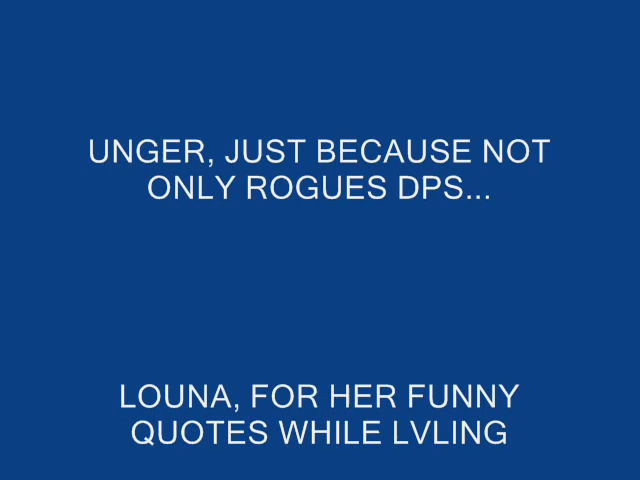 UNGER, JUST BECAUSE NOT
ONLY ROGUES DPS...
LOUNA, FOR HER FUNNY
QUOTES WHILE LVLING